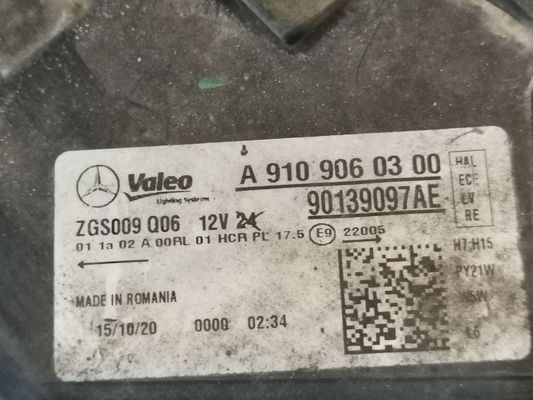 Valeo
Lighting Systems
A 910 906 03 00
90139097AE
HAL
ECE
LV
RE
ZGS009 Q06 12V 24
01 1a 02 A 00RL 01 HCR PL 17.5 E9 22005
H7;H15
PY21W
W5W
MADE IN ROMANIA
15/10/20 0000 02:34